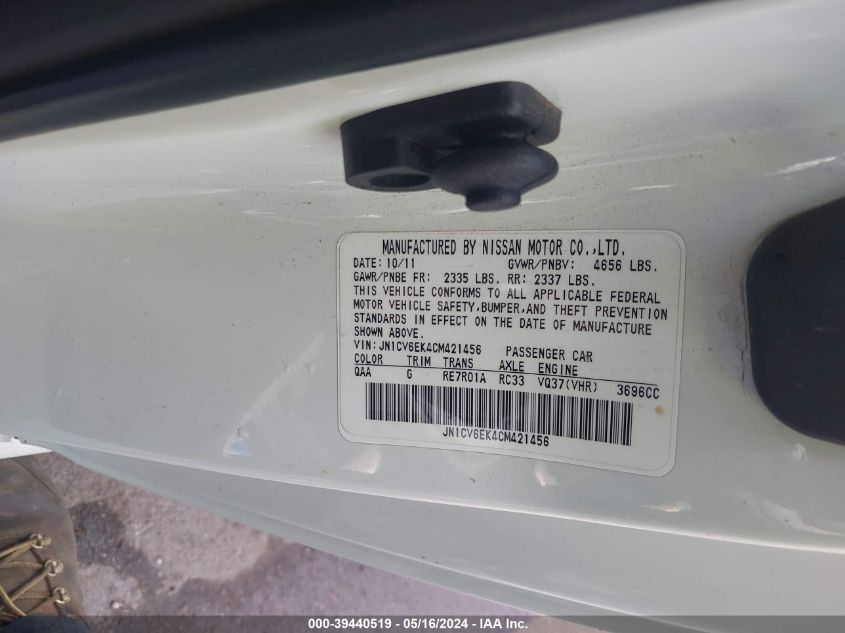 MANUFACTURED BY NISSAN MOTOR CO.,LTD.
DATE: 10/11 GVWR/PNBV: 4656 LBS.
GAWR/PNBE FR: 2335 LBS. RR: 2337 LBS.
THIS VEHICLE CONFORMS TO ALL APPLICABLE FEDERAL
MOTOR VEHICLE SAFETY,BUMPER,AND THEFT PREVENTION
STANDARDS IN EFFECT ON THE DATE OF MANUFACTURE
SHOWN ABOVE.
VIN: JN1CV6EK4CM421456 PASSENGER CAR
COLOR TRIM TRANS AXLE ENGINE
QAA G RE7R01A RC33 VQ37(VHR) 3696CC
JN1CV6EK4CM421456
000-39440519 - 05/16/2024 - IAA Inc.